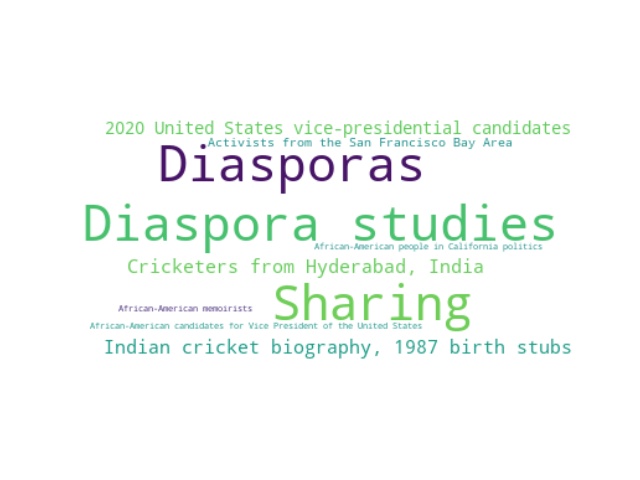 2020 United States vice-presidential candidates
Activists from the San Francisco Bay Area
Diasporas
Diaspora studies
African-American people in California politics
Cricketers from Hyderabad, India
Sharing
African-American memoirists
African-American candidates for Vice President of the United States
Indian cricket biography, 1987 birth stubs